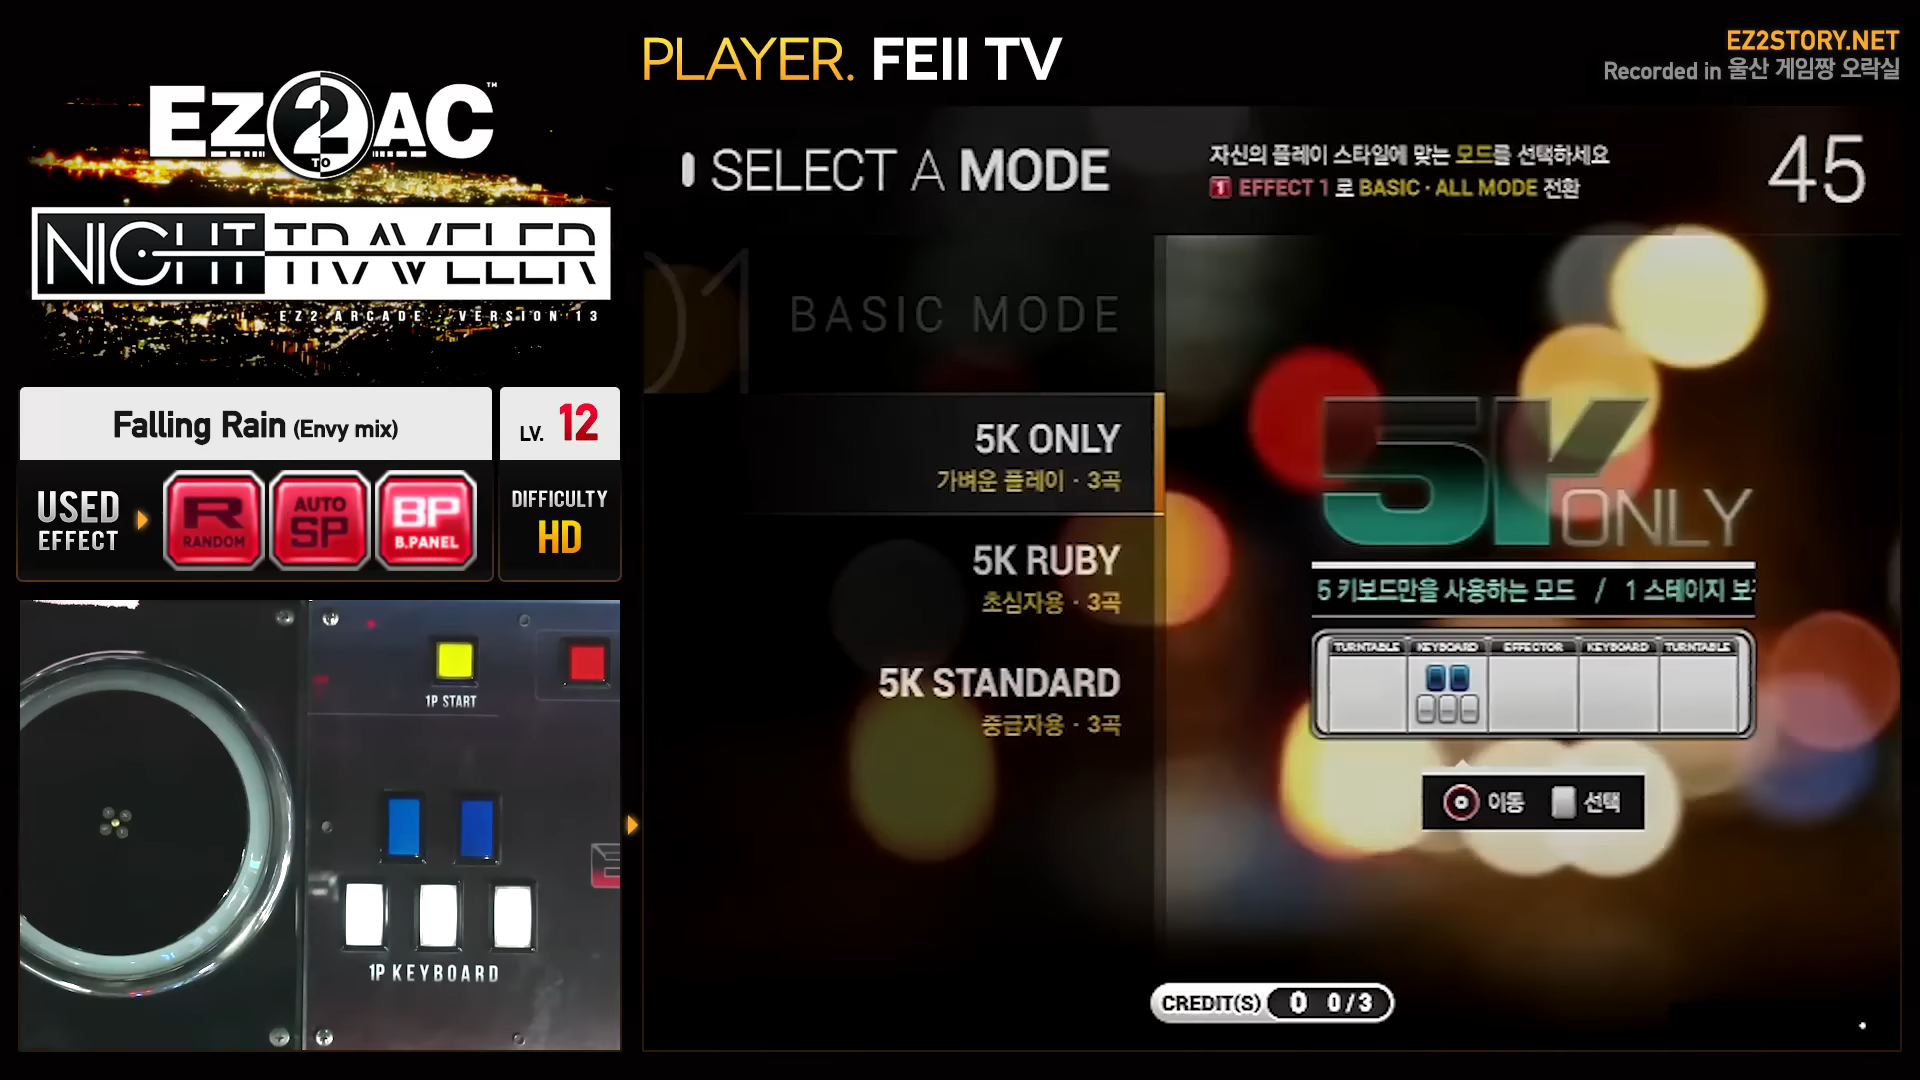 PLAYER. FEII TV
EZ2STORY.NET
Recorded in 울산 게임짱 오락실
Ez2AC™
TO
NIGHT TRAVELER
EZ2 ARCADE VERSION 13
Falling Rain (Envy mix)
LV. 12
USED EFFECT
R RANDOM
AUTO SP
BP B.PANEL
DIFFICULTY
HD
1P START
1P KEYBOARD
SELECT A MODE
자신의 플레이 스타일에 맞는 모드를 선택하세요
1 EFFECT 1 로 BASIC · ALL MODE 전환
45
01
BASIC MODE
5K ONLY
가벼운 플레이 · 3곡
5K RUBY
초심자용 · 3곡
5K STANDARD
중급자용 · 3곡
5K ONLY
5 키보드만을 사용하는 모드 / 1 스테이지 보
TURNTABLE KEYBOARD EFFECTOR KEYBOARD TURNTABLE
이동 선택
CREDIT(S) 0 0/3